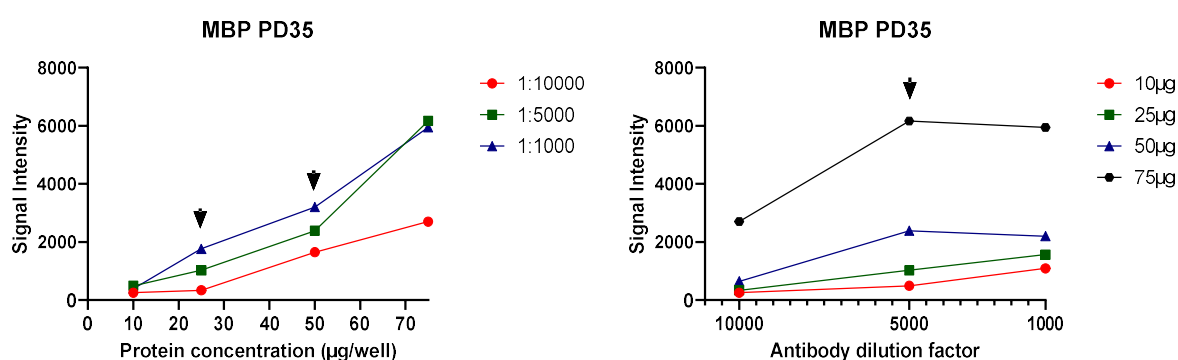 MBP PD35
8000
6000
4000
2000
0
Signal Intensity
0 10 20 30 40 50 60 70
Protein concentration (µg/well)
1:10000
1:5000
1:1000
MBP PD35
8000
6000
4000
2000
0
Signal Intensity
10000 5000 1000
Antibody dilution factor
10µg
25µg
50µg
75µg